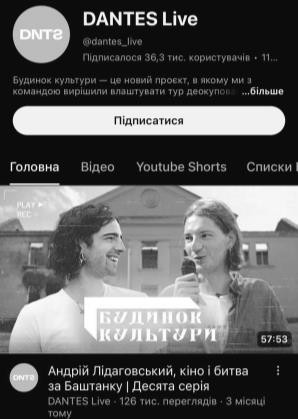 DNTS
DANTES Live
@dantes_live
Підписалося 36,3 тис. користувачів • 11...
Будинок культури — це новий проєкт, в якому ми з
командою вирішили влаштувати тур деокупова ...більше
Підписатися
Головна Відео Youtube Shorts Списки
PLAY
REC
БУДИНОК
КУЛЬТУРИ
57:53
DNTS
Андрій Лідаговський, кіно і битва
за Баштанку | Десята серія
DANTES Live · 126 тис. переглядів · 3 місяці
тому